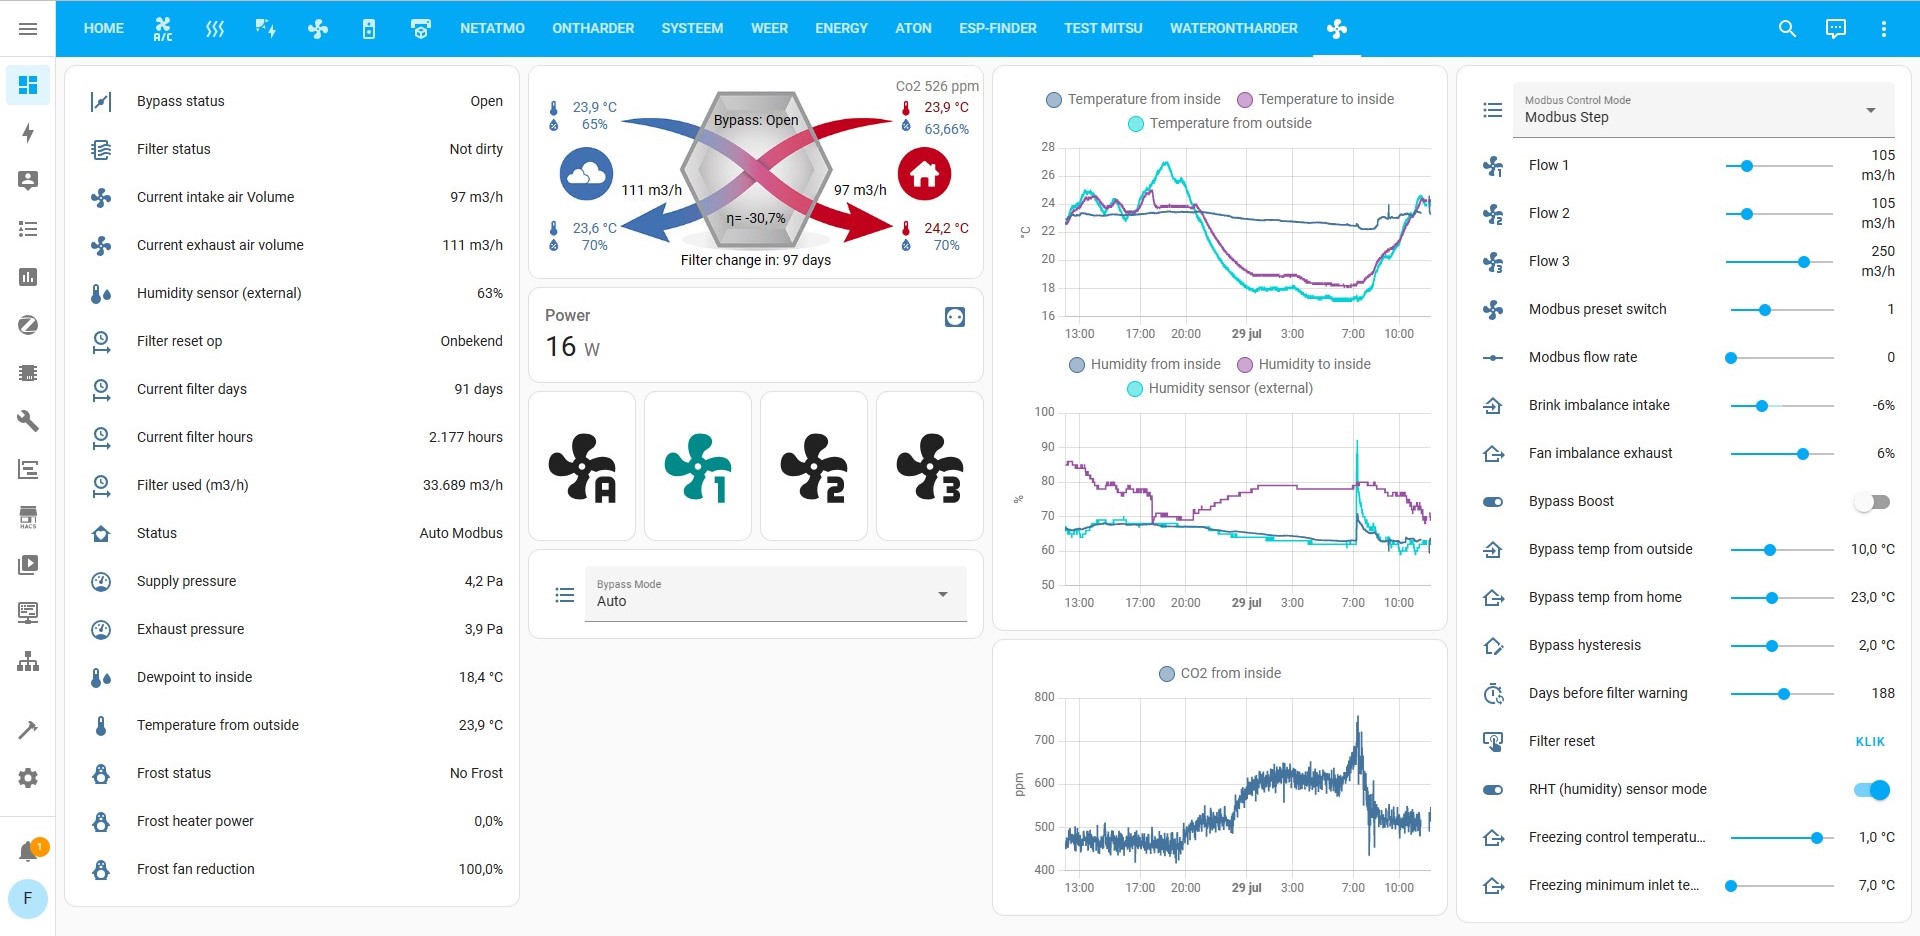 HOME
A/C
NETATMO
ONTHARDER
SYSTEEM
WEER
ENERGY
ATON
ESP-FINDER
TEST MITSU
WATERONTHARDER
HACS
1
F
Bypass status Open
Filter status Not dirty
Current intake air Volume 97 m3/h
Current exhaust air volume 111 m3/h
Humidity sensor (external) 63%
Filter reset op Onbekend
Current filter days 91 days
Current filter hours 2.177 hours
Filter used (m3/h) 33.689 m3/h
Status Auto Modbus
Supply pressure 4,2 Pa
Exhaust pressure 3,9 Pa
Dewpoint to inside 18,4 °C
Temperature from outside 23,9 °C
Frost status No Frost
Frost heater power 0,0%
Frost fan reduction 100,0%
Co2 526 ppm
23,9 °C
65%
Bypass: Open
23,9 °C
63,66%
111 m3/h
97 m3/h
η= -30,7%
23,6 °C
70%
24,2 °C
70%
Filter change in: 97 days
Power
16 W
A
1
2
3
Bypass Mode
Auto
Temperature from inside
Temperature to inside
Temperature from outside
°C
28
26
24
22
20
18
16
13:00 17:00 20:00 29 jul 3:00 7:00 10:00
Humidity from inside
Humidity to inside
Humidity sensor (external)
%
100
90
80
70
60
50
13:00 17:00 20:00 29 jul 3:00 7:00 10:00
CO2 from inside
ppm
800
700
600
500
400
13:00 17:00 20:00 29 jul 3:00 7:00 10:00
Modbus Control Mode
Modbus Step
1
Flow 1 105
m3/h
2
Flow 2 105
m3/h
3
Flow 3 250
m3/h
Modbus preset switch 1
Modbus flow rate 0
Brink imbalance intake -6%
Fan imbalance exhaust 6%
Bypass Boost
Bypass temp from outside 10,0 °C
Bypass temp from home 23,0 °C
Bypass hysteresis 2,0 °C
Days before filter warning 188
Filter reset KLIK
RHT (humidity) sensor mode
Freezing control temperatu... 1,0 °C
Freezing minimum inlet te... 7,0 °C